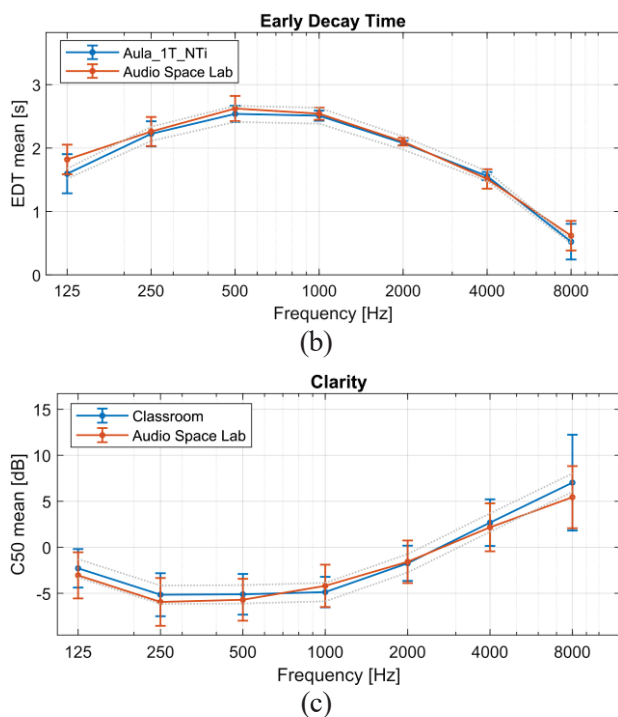 Early Decay Time
Aula_1T_NTi
Audio Space Lab
EDT mean [s]
3
2
1
0
125 250 500 1000 2000 4000 8000
Frequency [Hz]
(b)
Clarity
Classroom
Audio Space Lab
C50 mean [dB]
15
10
5
0
-5
125 250 500 1000 2000 4000 8000
Frequency [Hz]
(c)